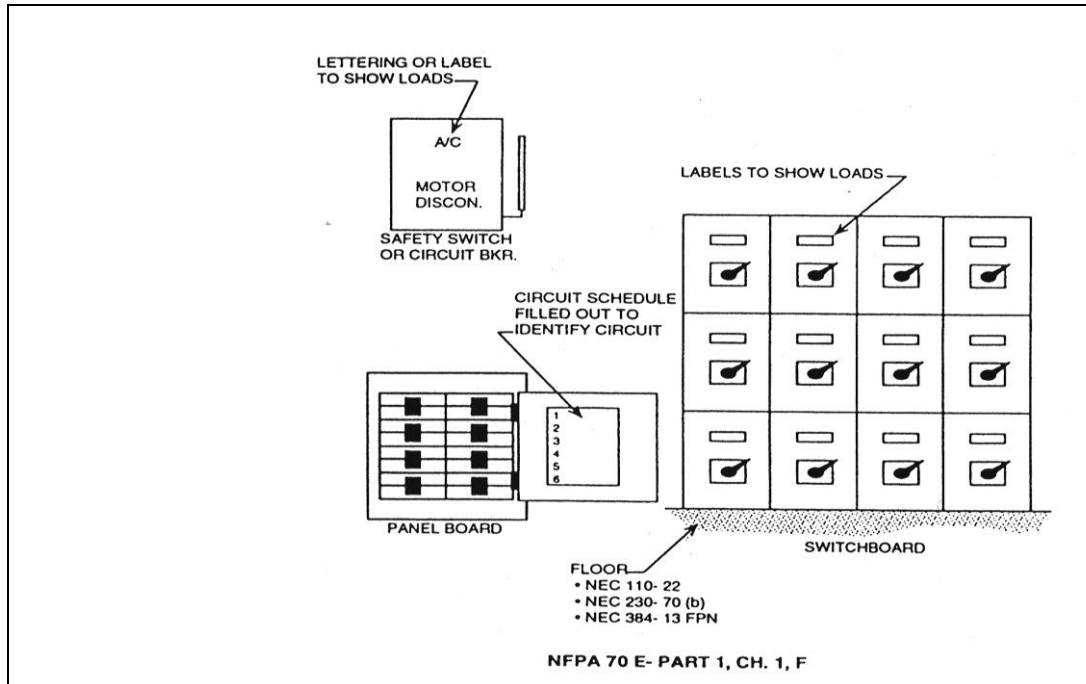 LETTERING OR LABEL
TO SHOW LOADS
A/C
MOTOR
DISCON.
SAFETY SWITCH
OR CIRCUIT BKR.
LABELS TO SHOW LOADS
CIRCUIT SCHEDULE
FILLED OUT TO
IDENTIFY CIRCUIT
1
2
3
4
5
6
PANEL BOARD
SWITCHBOARD
FLOOR
• NEC 110- 22
• NEC 230- 70 (b)
• NEC 384- 13 FPN
NFPA 70 E- PART 1, CH. 1, F